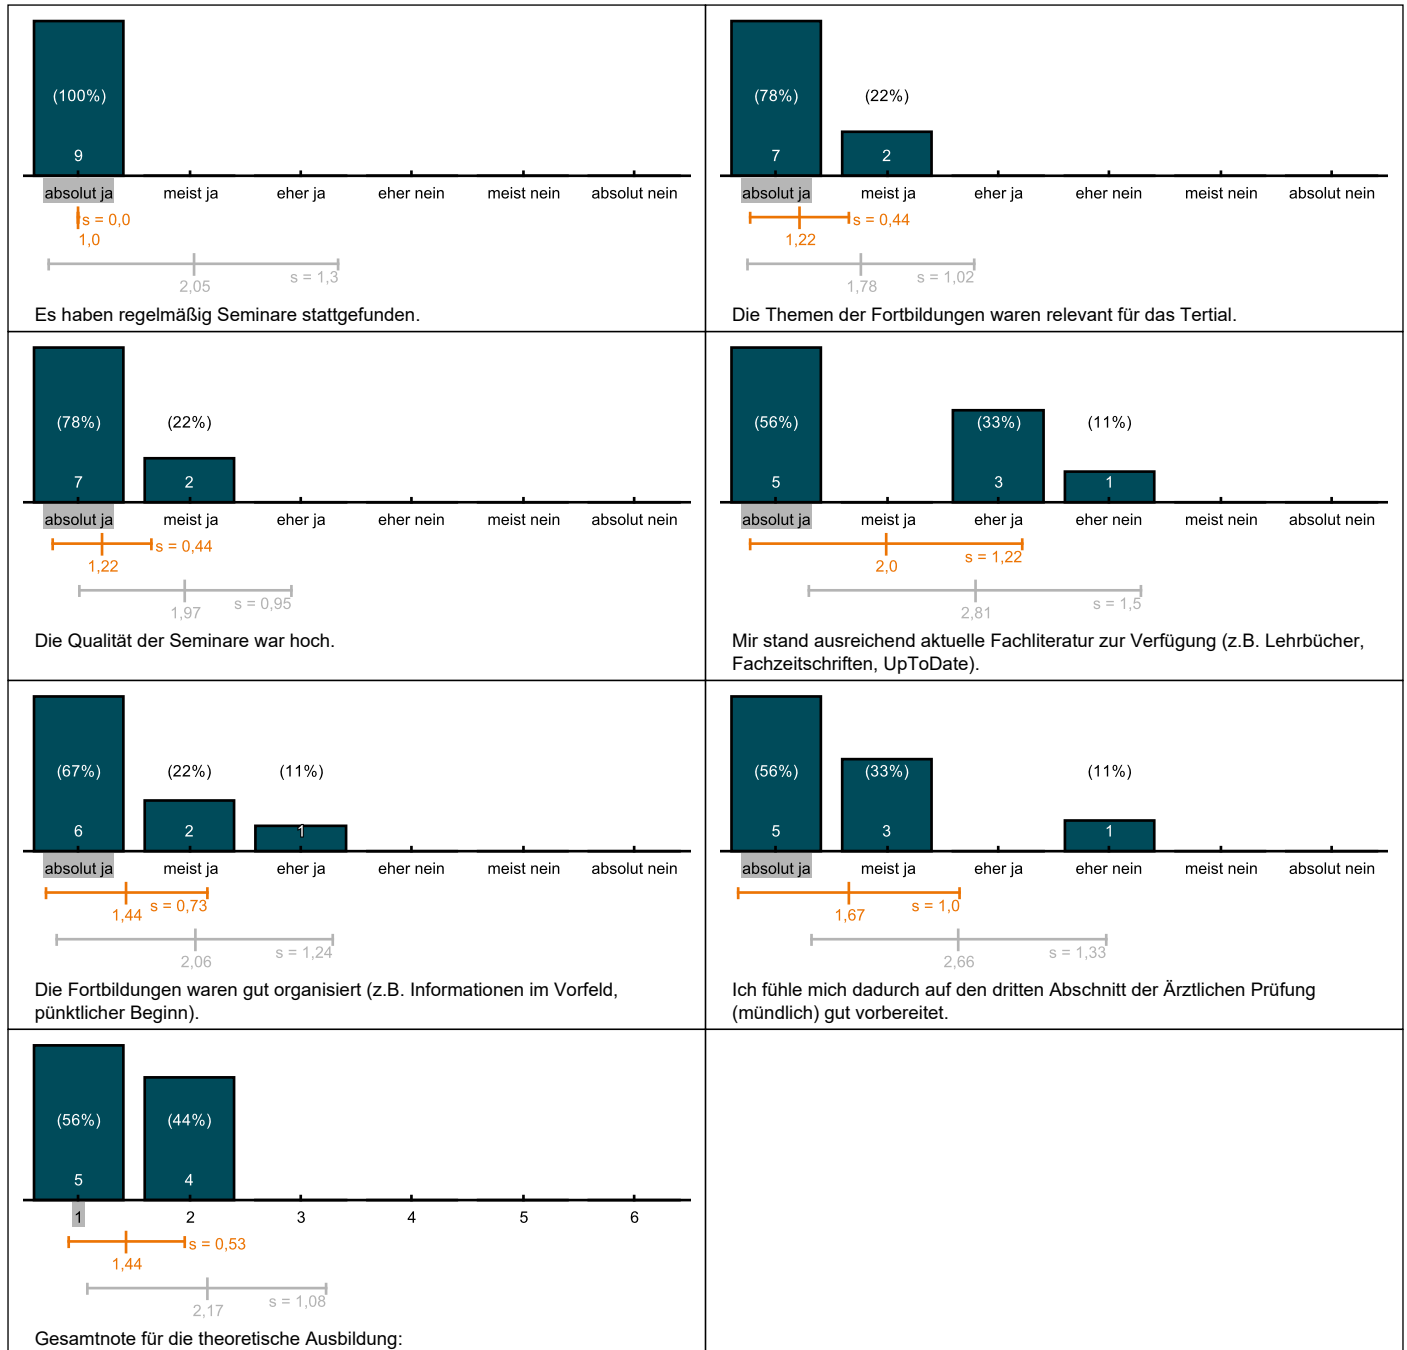 (100%)
9
absolut ja meist ja eher ja eher nein meist nein absolut nein
s = 0,0
1,0
s = 1,3
2,05
Es haben regelmäßig Seminare stattgefunden.
(78%) (22%)
7 2
absolut ja meist ja eher ja eher nein meist nein absolut nein
s = 0,44
1,22
s = 1,02
1,78
Die Themen der Fortbildungen waren relevant für das Tertial.
(78%) (22%)
7 2
absolut ja meist ja eher ja eher nein meist nein absolut nein
s = 0,44
1,22
s = 0,95
1,97
Die Qualität der Seminare war hoch.
(56%) (33%) (11%)
5 3 1
absolut ja meist ja eher ja eher nein meist nein absolut nein
s = 1,22
2,0
s = 1,5
2,81
Mir stand ausreichend aktuelle Fachliteratur zur Verfügung (z.B. Lehrbücher,
Fachzeitschriften, UpToDate).
(67%) (22%) (11%)
6 2 1
absolut ja meist ja eher ja eher nein meist nein absolut nein
s = 0,73
1,44
s = 1,24
2,06
Die Fortbildungen waren gut organisiert (z.B. Informationen im Vorfeld,
pünktlicher Beginn).
(56%) (33%) (11%)
5 3 1
absolut ja meist ja eher ja eher nein meist nein absolut nein
s = 1,0
1,67
s = 1,33
2,66
Ich fühle mich dadurch auf den dritten Abschnitt der Ärztlichen Prüfung
(mündlich) gut vorbereitet.
(56%) (44%)
5 4
1 2 3 4 5 6
s = 0,53
1,44
s = 1,08
2,17
Gesamtnote für die theoretische Ausbildung: